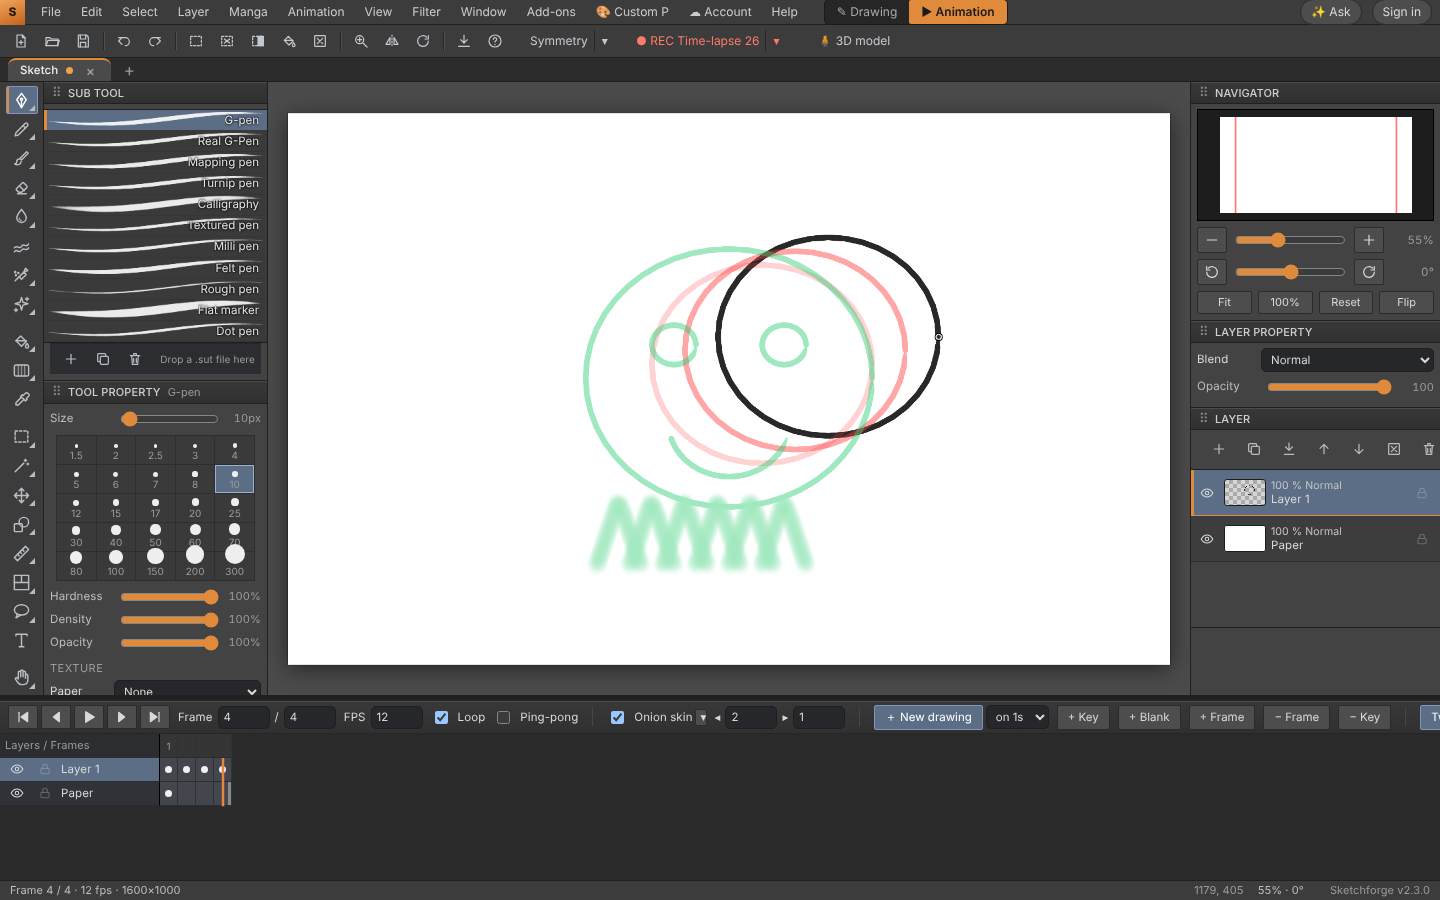 S File Edit Select Layer Manga Animation View Filter Window Add-ons Custom P Account Help Drawing Animation Ask Sign in
Symmetry REC Time-lapse 26 3D model
Sketch
SUB TOOL
G-pen
Real G-Pen
Mapping pen
Turnip pen
Calligraphy
Textured pen
Milli pen
Felt pen
Rough pen
Flat marker
Dot pen
Drop a .sut file here
TOOL PROPERTY G-pen
Size 10px
1.5 2 2.5 3 4
5 6 7 8 10
12 15 17 20 25
30 40 50 60 70
80 100 150 200 300
Hardness 100%
Density 100%
Opacity 100%
TEXTURE
Paper None
NAVIGATOR
55%
0°
Fit 100% Reset Flip
LAYER PROPERTY
Blend Normal
Opacity 100
LAYER
100 % Normal
Layer 1
100 % Normal
Paper
Frame 4 / 4 FPS 12 Loop Ping-pong Onion skin 2 1 + New drawing on 1s + Key + Blank + Frame − Frame − Key
Layers / Frames 1
Layer 1
Paper
Frame 4 / 4 · 12 fps · 1600×1000
1179, 405 55% · 0° Sketchforge v2.3.0